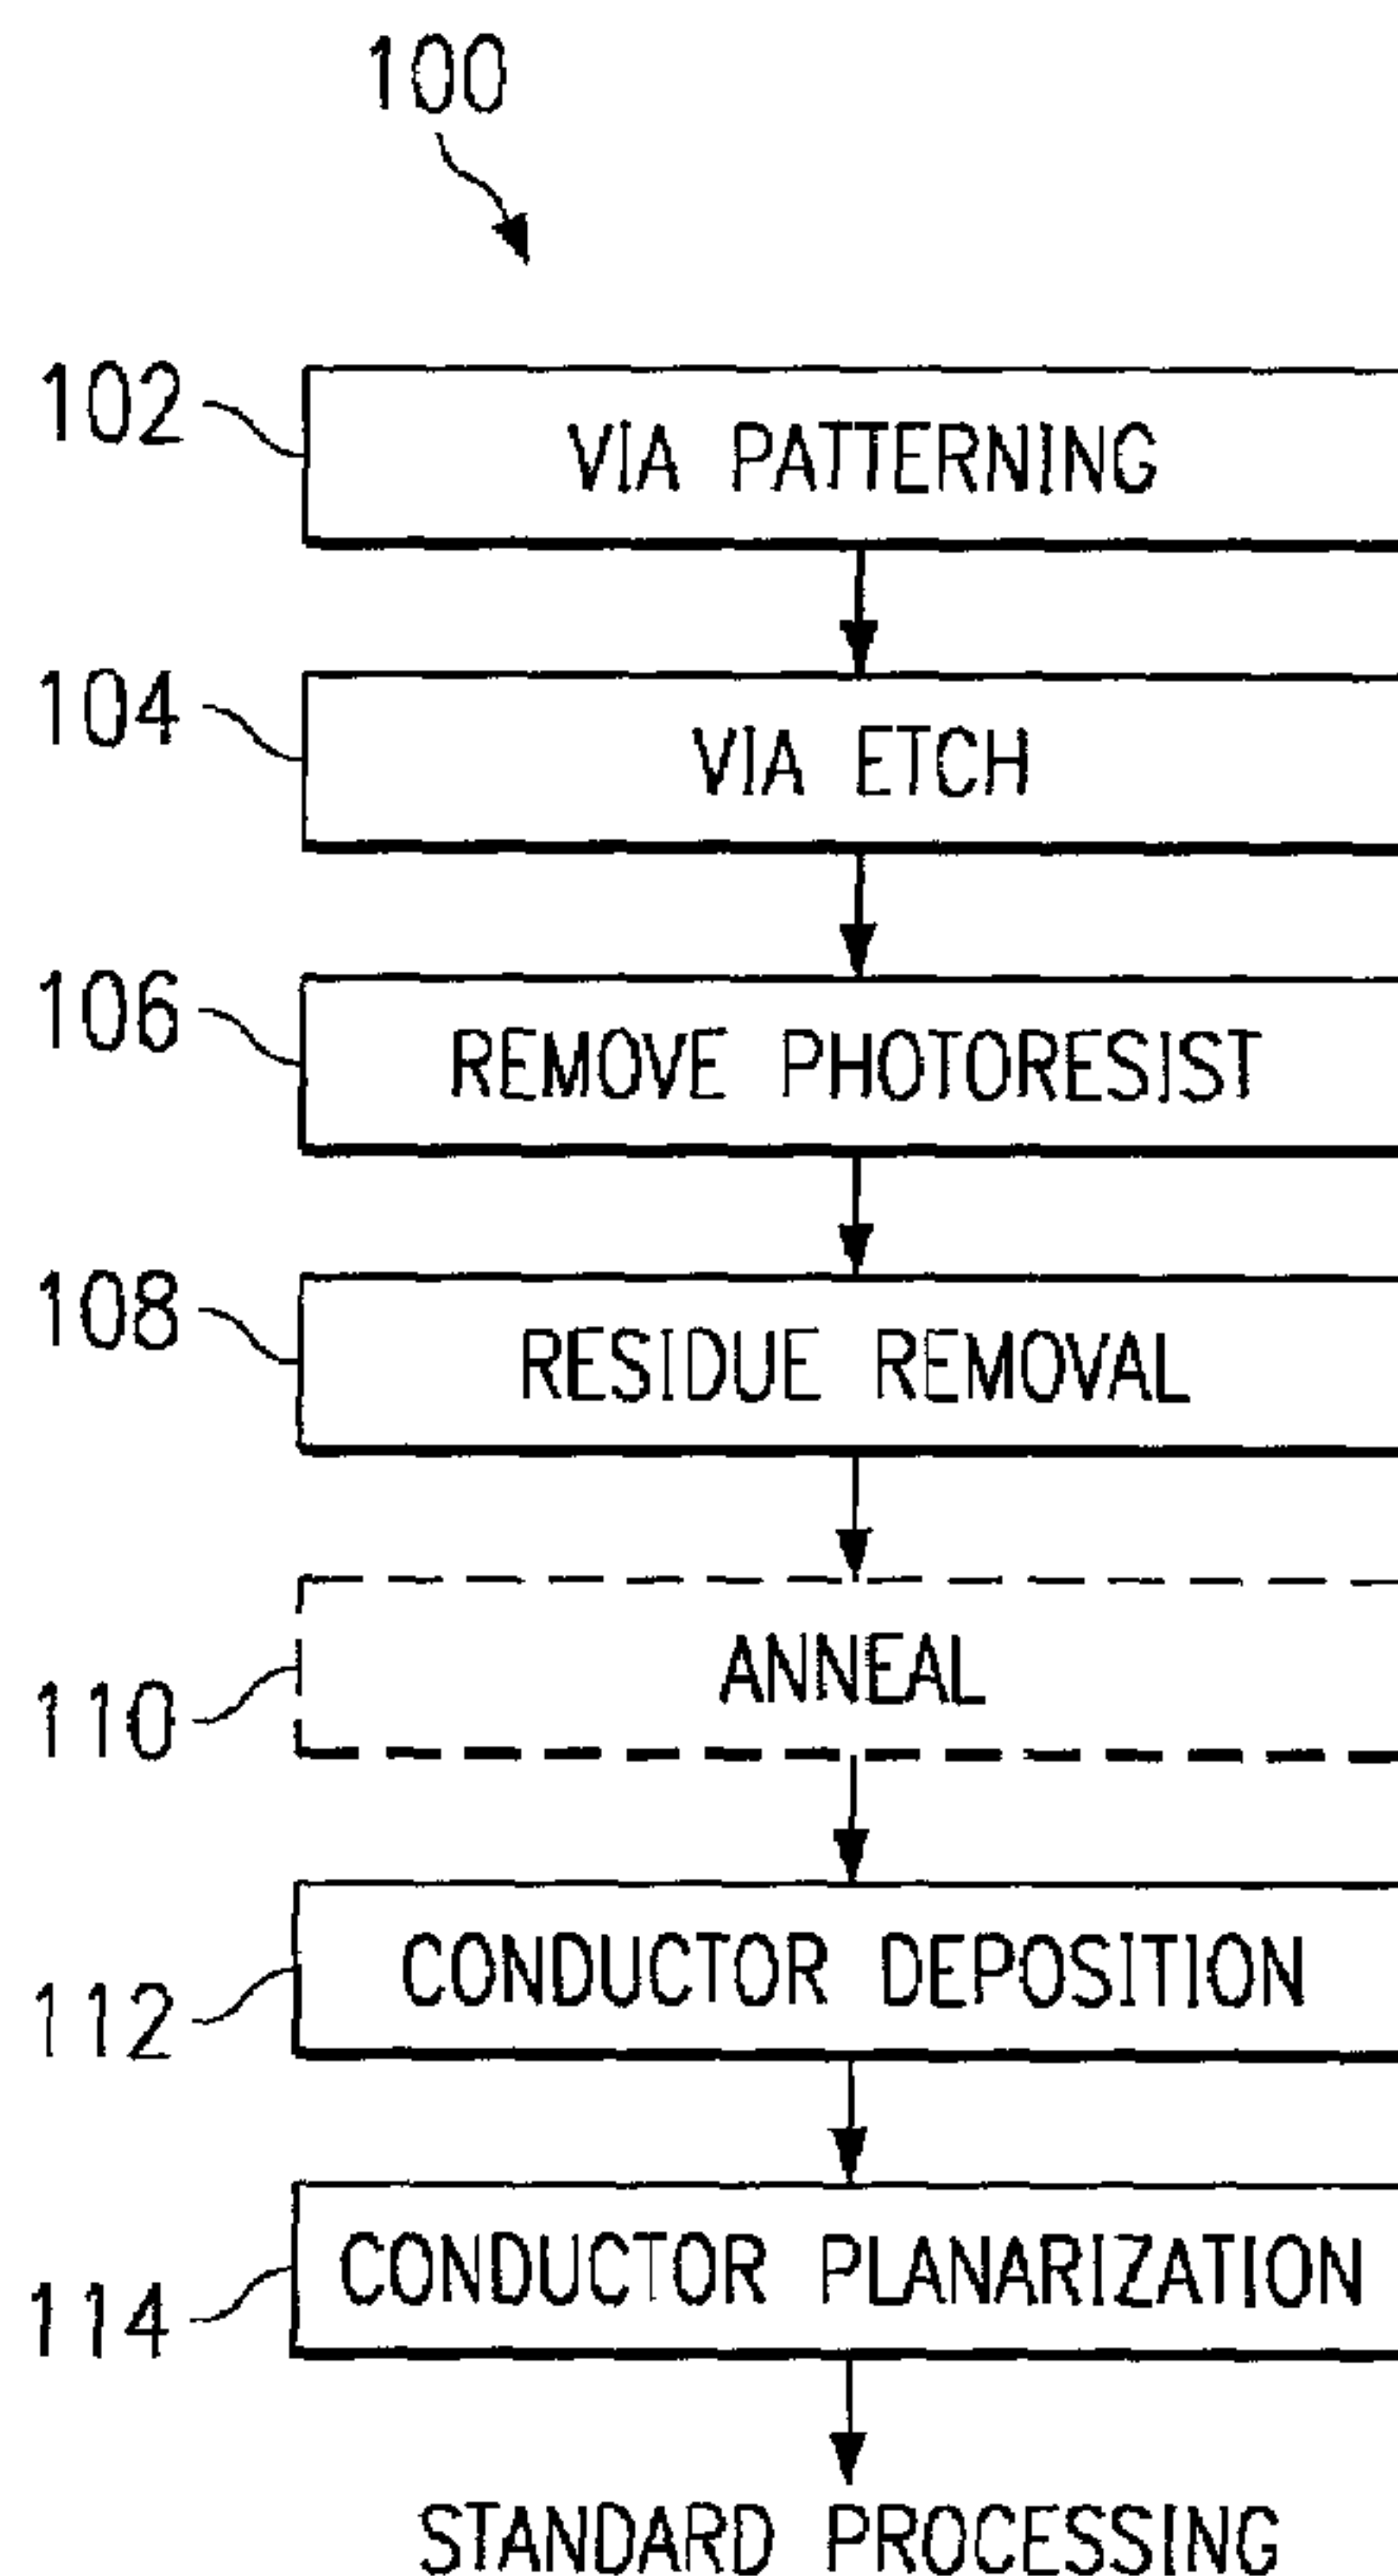 100
102
VIA PATTERNING
104
VIA ETCH
106
REMOVE PHOTORESIST
108
RESIDUE REMOVAL
110
ANNEAL
112
CONDUCTOR DEPOSITION
114
CONDUCTOR PLANARIZATION
STANDARD PROCESSING